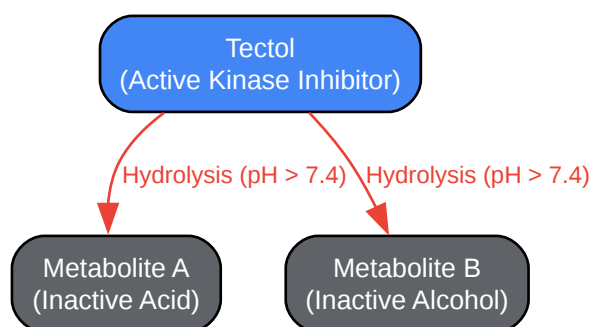 Tectol
(Active Kinase Inhibitor)
Hydrolysis (pH > 7.4)
Hydrolysis (pH > 7.4)
Metabolite A
(Inactive Acid)
Metabolite B
(Inactive Alcohol)